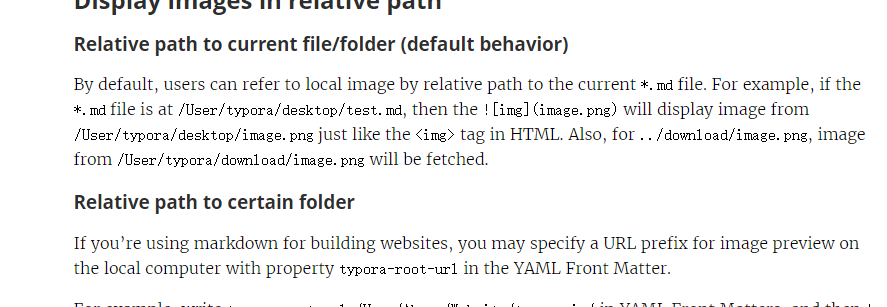 Display images in relative path
Relative path to current file/folder (default behavior)
By default, users can refer to local image by relative path to the current *.md file. For example, if the
*.md file is at /User/typora/desktop/test.md, then the ![img](image.png) will display image from
/User/typora/desktop/image.png just like the <img> tag in HTML. Also, for ../download/image.png, image
from /User/typora/download/image.png will be fetched.
Relative path to certain folder
If you’re using markdown for building websites, you may specify a URL prefix for image preview on
the local computer with property typora-root-url in the YAML Front Matter.
For example, write